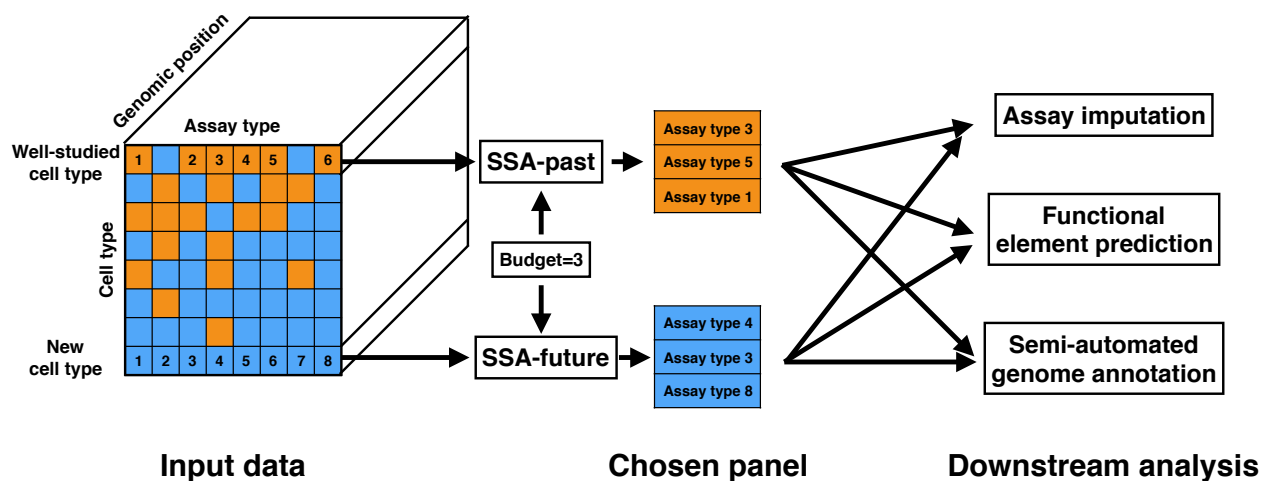 Genomic position
Assay type
Well-studied
cell type
1 2 3 4 5 6
Cell type
New
cell type
1 2 3 4 5 6 7 8
SSA-past
Budget=3
SSA-future
Assay type 3
Assay type 5
Assay type 1
Assay type 4
Assay type 3
Assay type 8
Assay imputation
Functional
element prediction
Semi-automated
genome annotation
Input data
Chosen panel
Downstream analysis